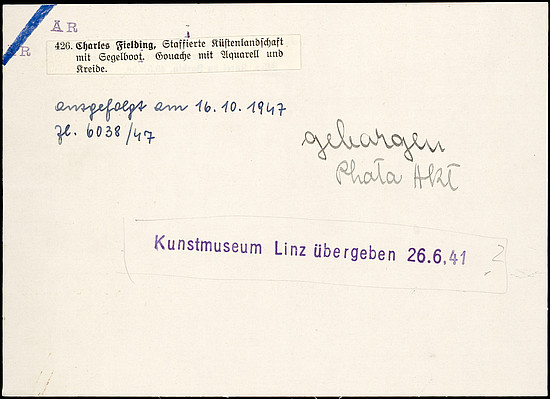 ÄR
R
426. Charles Fielding, Staffierte Küstenlandschaft
mit Segelboot. Gouache mit Aquarell und
Kreide.
ausgefolgt am 16.10.1947
Zl. 6038/47
geborgen
Photo Akt
Kunstmuseum Linz übergeben 26.6.41
2